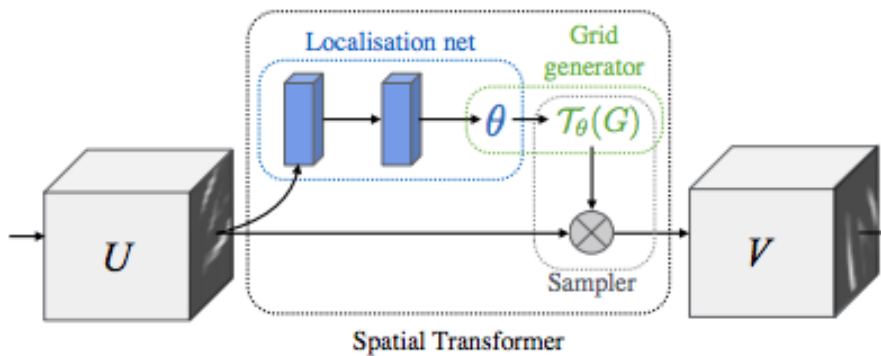 Localisation net
Grid
generator
θ
𝒯θ(G)
U
V
Sampler
Spatial Transformer